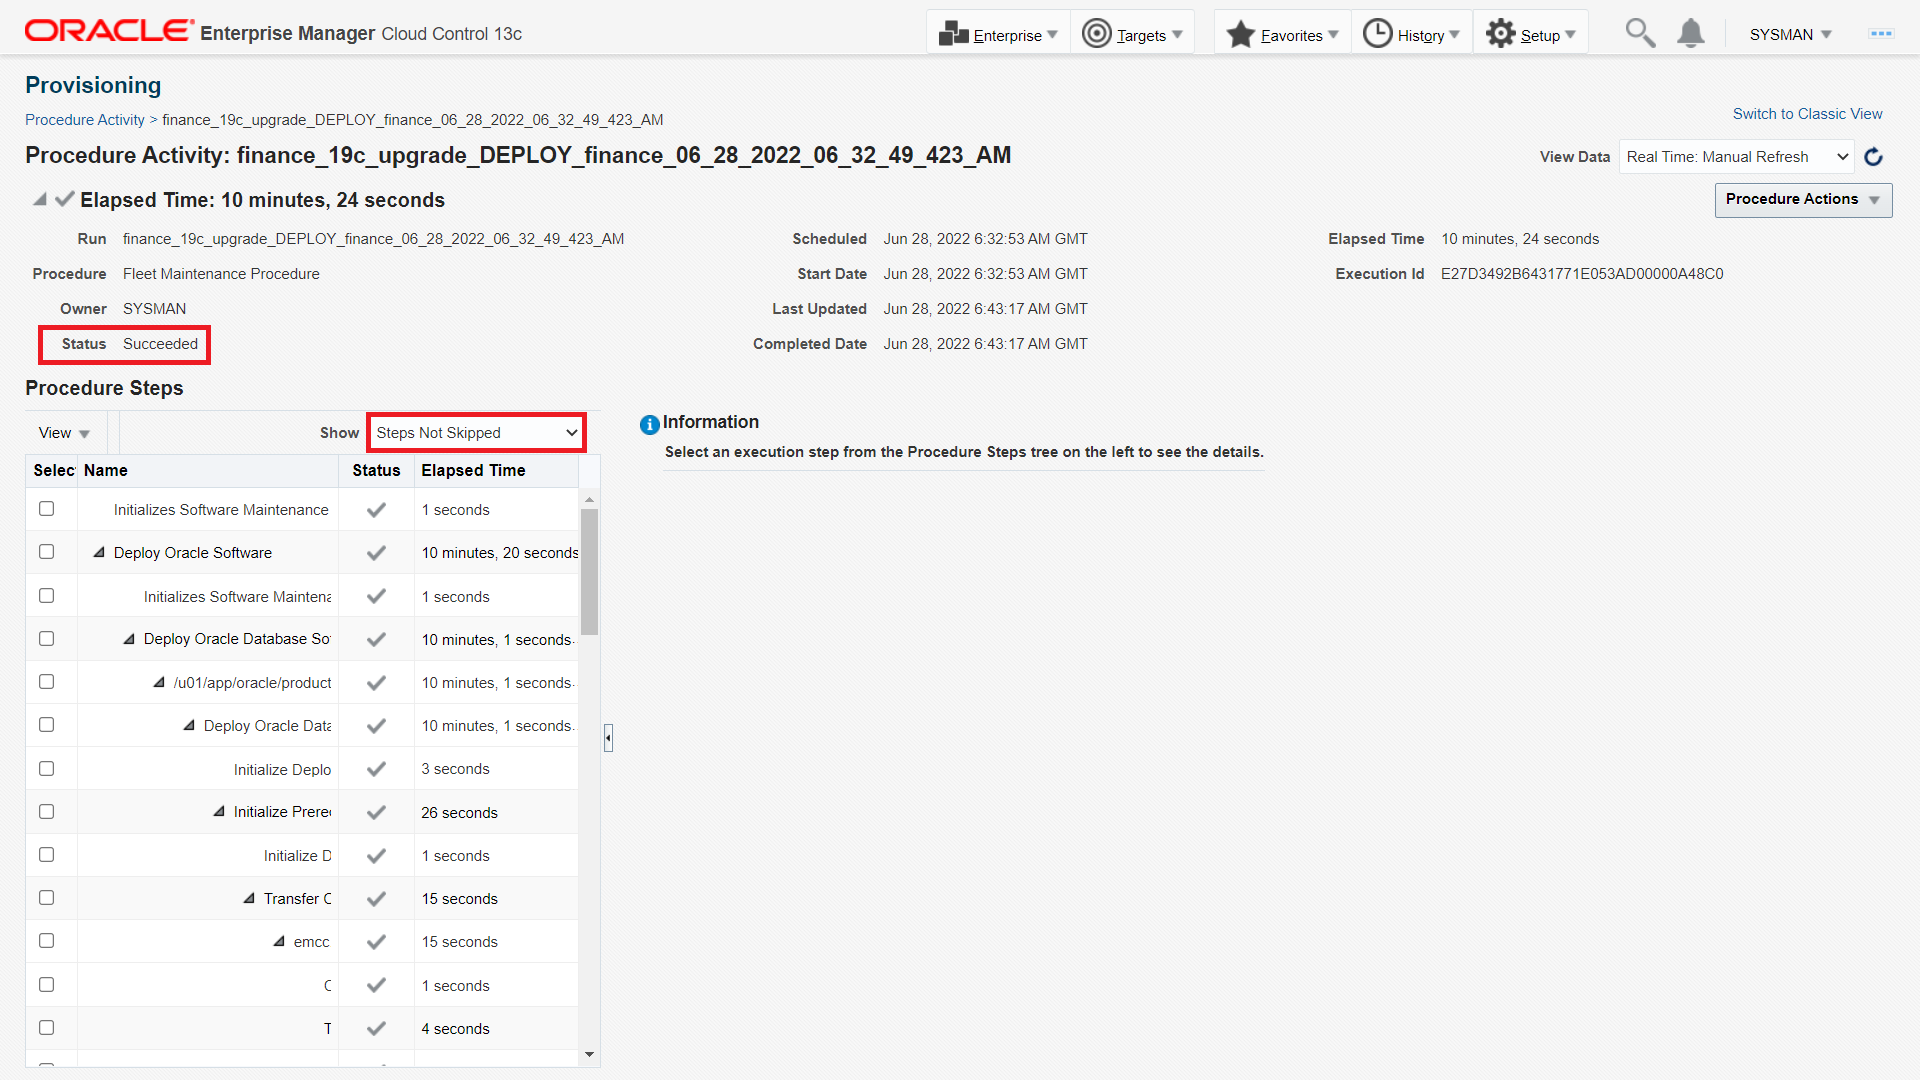 ORACLE Enterprise Manager Cloud Control 13c
Enterprise
Targets
Favorites
History
Setup
SYSMAN
Provisioning
Procedure Activity > finance_19c_upgrade_DEPLOY_finance_06_28_2022_06_32_49_423_AM
Switch to Classic View
Procedure Activity: finance_19c_upgrade_DEPLOY_finance_06_28_2022_06_32_49_423_AM
View Data Real Time: Manual Refresh
Elapsed Time: 10 minutes, 24 seconds
Procedure Actions
Run finance_19c_upgrade_DEPLOY_finance_06_28_2022_06_32_49_423_AM
Scheduled Jun 28, 2022 6:32:53 AM GMT
Elapsed Time 10 minutes, 24 seconds
Procedure Fleet Maintenance Procedure
Start Date Jun 28, 2022 6:32:53 AM GMT
Execution Id E27D3492B6431771E053AD00000A48C0
Owner SYSMAN
Last Updated Jun 28, 2022 6:43:17 AM GMT
Status Succeeded
Completed Date Jun 28, 2022 6:43:17 AM GMT
Procedure Steps
View
Show Steps Not Skipped
Information
Select an execution step from the Procedure Steps tree on the left to see the details.
Selec Name Status Elapsed Time
Initializes Software Maintenance 1 seconds
Deploy Oracle Software 10 minutes, 20 seconds
Initializes Software Maintena 1 seconds
Deploy Oracle Database So 10 minutes, 1 seconds
/u01/app/oracle/product 10 minutes, 1 seconds
Deploy Oracle Data 10 minutes, 1 seconds
Initialize Deplo 3 seconds
Initialize Prere 26 seconds
Initialize D 1 seconds
Transfer C 15 seconds
emcc 15 seconds
C 1 seconds
T 4 seconds